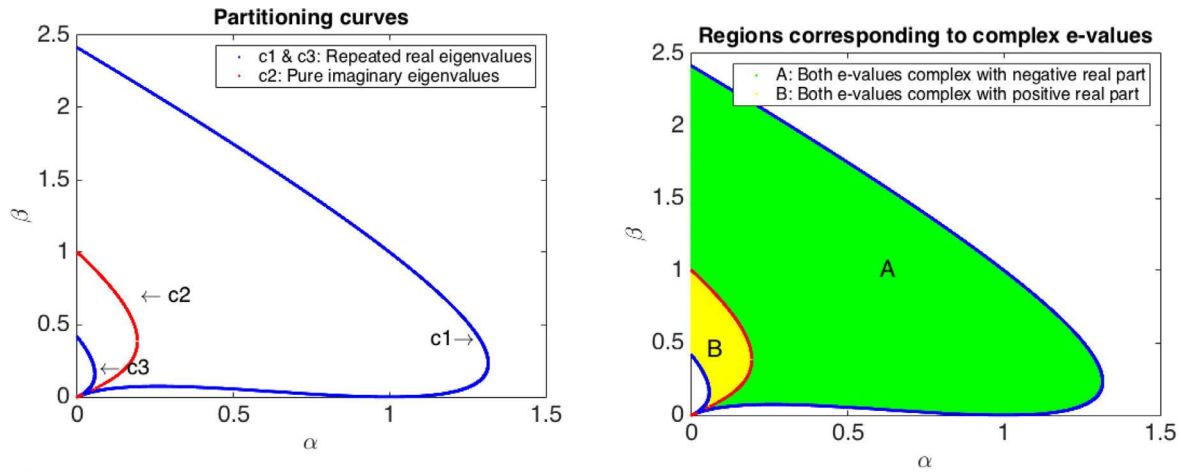 Partitioning curves
2.5
2
1.5
1
0.5
0
β
c1 & c3: Repeated real eigenvalues
c2: Pure imaginary eigenvalues
← c2
c1→
← c3
0
0.5
1
1.5
α
Regions corresponding to complex e-values
2.5
2
1.5
1
0.5
0
β
A: Both e-values complex with negative real part
B: Both e-values complex with positive real part
A
B
0
0.5
1
1.5
α